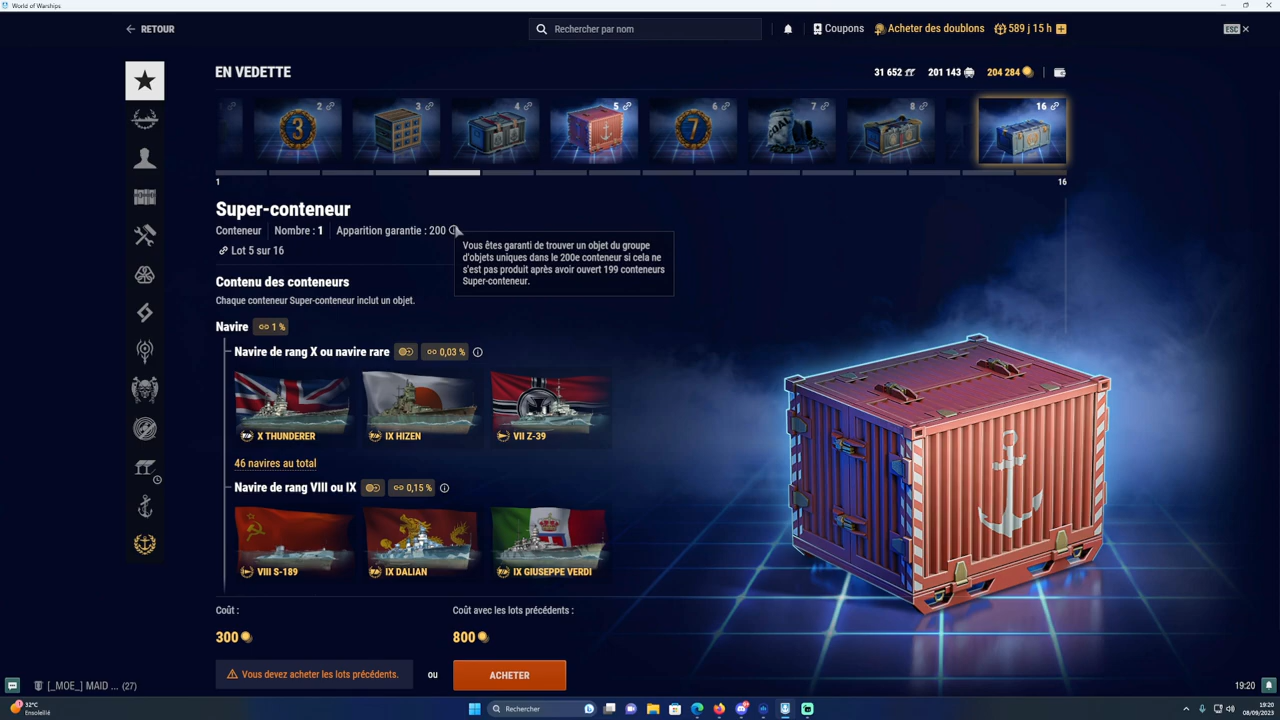 World of Warships
RETOUR
Rechercher par nom
Coupons
Acheter des doublons
589 j 15 h
ESC
EN VEDETTE
31 652
201 143
204 284
2
3
3
4
5
6
7
7
8
16
1
16
Super-conteneur
Conteneur
Nombre : 1
Apparition garantie : 200
Lot 5 sur 16
Vous êtes garanti de trouver un objet du groupe
d'objets uniques dans le 200e conteneur si cela ne
s'est pas produit après avoir ouvert 199 conteneurs
Super-conteneur.
Contenu des conteneurs
Chaque conteneur Super-conteneur inclut un objet.
Navire
1 %
Navire de rang X ou navire rare
0,03 %
X THUNDERER
IX HIZEN
VII Z-39
46 navires au total
Navire de rang VIII ou IX
0,15 %
VIII S-189
IX DALIAN
IX GIUSEPPE VERDI
Coût :
Coût avec les lots précédents :
300
800
Vous devez acheter les lots précédents.
ou
ACHETER
[_MOE_] MAID ... (27)
19:20
32°C
Ensoleillé
Rechercher
19:20
08/09/2023